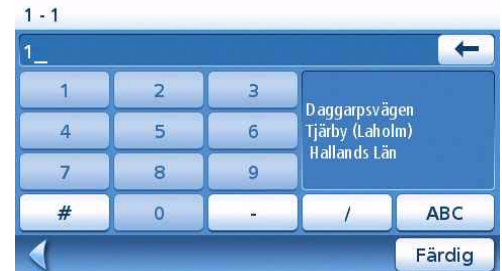 1 - 1
1_
1 2 3
4 5 6
7 8 9
# 0 - / ABC
Daggarpsvägen
Tjärby (Laholm)
Hallands Län
Färdig